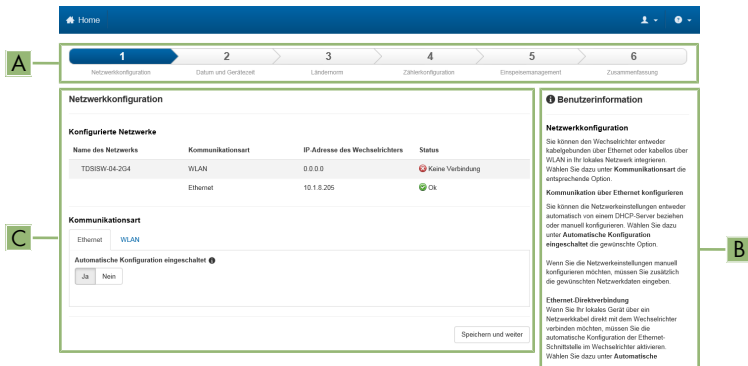 Home
1 2 3 4 5 6
Netzwerkkonfiguration Datum und Gerätezeit Ländernorm Zählerkonfiguration Einspeisemanagement Zusammenfassung
A
Netzwerkkonfiguration
Konfigurierte Netzwerke
Name des Netzwerks Kommunikationsart IP-Adresse des Wechselrichters Status
TDSISW-04-2G4 WLAN 0.0.0.0 Keine Verbindung
Ethernet 10.1.8.205 Ok
Kommunikationsart
C
Ethernet WLAN
Automatische Konfiguration eingeschaltet
Ja Nein
Speichern und weiter
Benutzerinformation
Netzwerkkonfiguration
Sie können den Wechselrichter entweder
kabelgebunden über Ethernet oder kabellos über
WLAN in Ihr lokales Netzwerk integrieren.
Wählen Sie dazu unter Kommunikationsart die
entsprechende Option.
Kommunikation über Ethernet konfigurieren
Sie können die Netzwerkeinstellungen entweder
automatisch von einem DHCP-Server beziehen
oder manuell konfigurieren. Wählen Sie dazu
unter Automatische Konfiguration
eingeschaltet die gewünschte Option.
B
Wenn Sie die Netzwerkeinstellungen manuell
konfigurieren möchten, müssen Sie zusätzlich
die gewünschten Netzwerkdaten eingeben.
Ethernet-Direktverbindung
Wenn Sie Ihr lokales Gerät über ein
Netzwerkkabel direkt mit dem Wechselrichter
verbinden möchten, müssen Sie die
automatische Konfiguration der Ethernet-
Schnittstelle im Wechselrichter aktivieren.
Wählen Sie dazu unter Automatische